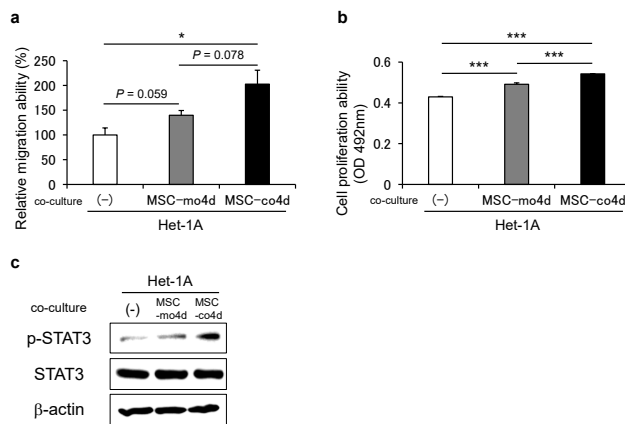 a
*
P = 0.078
P = 0.059
Relative migration ability (%)
250
200
150
100
50
0
co-culture
(−) MSC−mo4d MSC−co4d
Het-1A
b
***
*** ***
Cell proliferation ability
(OD 492nm)
0.6
0.4
0.2
0
co-culture
(−) MSC−mo4d MSC−co4d
Het-1A
c
Het-1A
co-culture
(-)
MSC
-mo4d
MSC
-co4d
p-STAT3
STAT3
β-actin